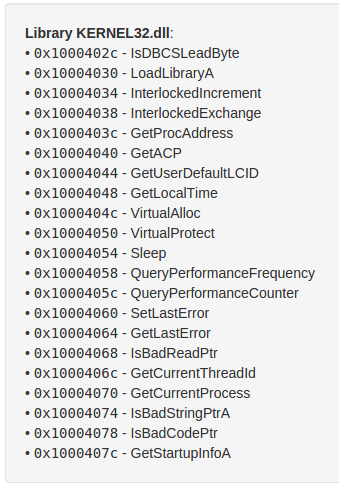 Library KERNEL32.dll:
• 0x1000402c - IsDBCSLeadByte
• 0x10004030 - LoadLibraryA
• 0x10004034 - InterlockedIncrement
• 0x10004038 - InterlockedExchange
• 0x1000403c - GetProcAddress
• 0x10004040 - GetACP
• 0x10004044 - GetUserDefaultLCID
• 0x10004048 - GetLocalTime
• 0x1000404c - VirtualAlloc
• 0x10004050 - VirtualProtect
• 0x10004054 - Sleep
• 0x10004058 - QueryPerformanceFrequency
• 0x1000405c - QueryPerformanceCounter
• 0x10004060 - SetLastError
• 0x10004064 - GetLastError
• 0x10004068 - IsBadReadPtr
• 0x1000406c - GetCurrentThreadId
• 0x10004070 - GetCurrentProcess
• 0x10004074 - IsBadStringPtrA
• 0x10004078 - IsBadCodePtr
• 0x1000407c - GetStartupInfoA